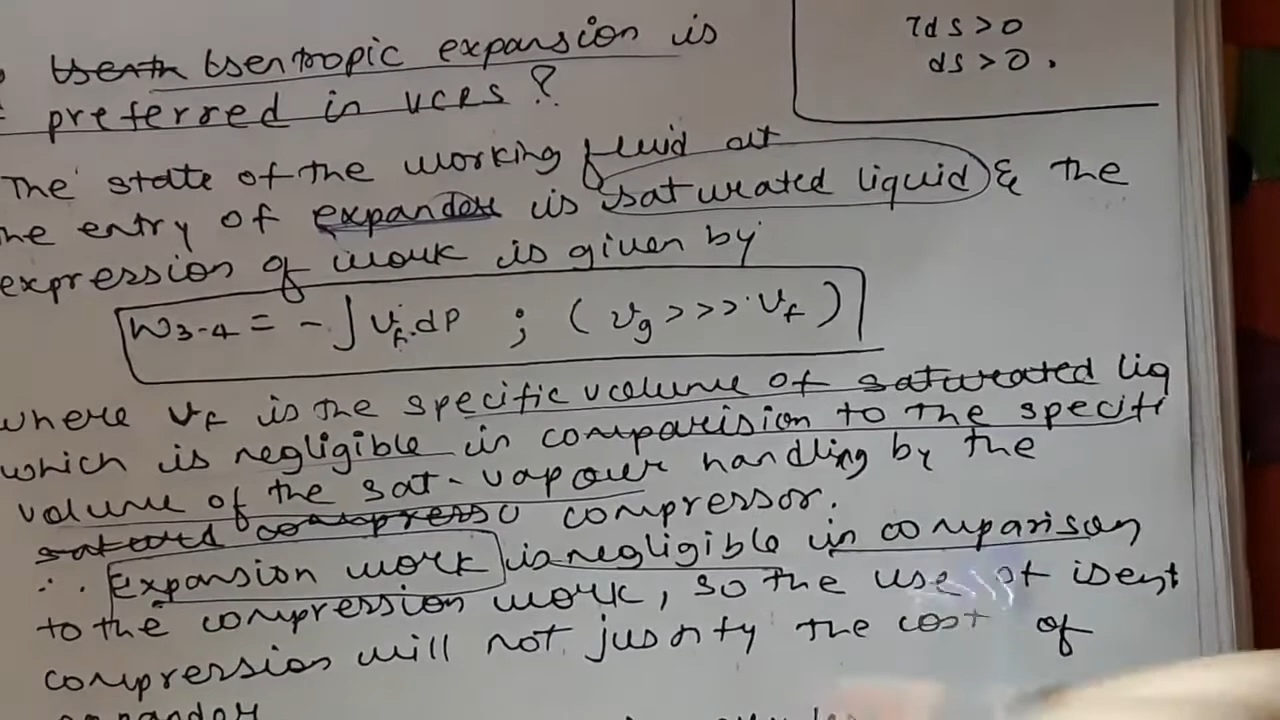 Isentropic expansion is
preferred in VCRS ?
Tds > 0
ds > 0 .
The state of the working fluid at
the entry of expander is saturated liquid & the
expression of work is given by
W3-4 = - ∫ Vf.dP ; ( Vg >>> Vf )
where Vf is the specific volume of saturated liq
which is negligible in comparision to the specifi
volume of the sat-vapour handling by the
compressor.
∴ Expansion work is negligible in comparison
to the compression work, so the use of isent
compression will not justify the cost of